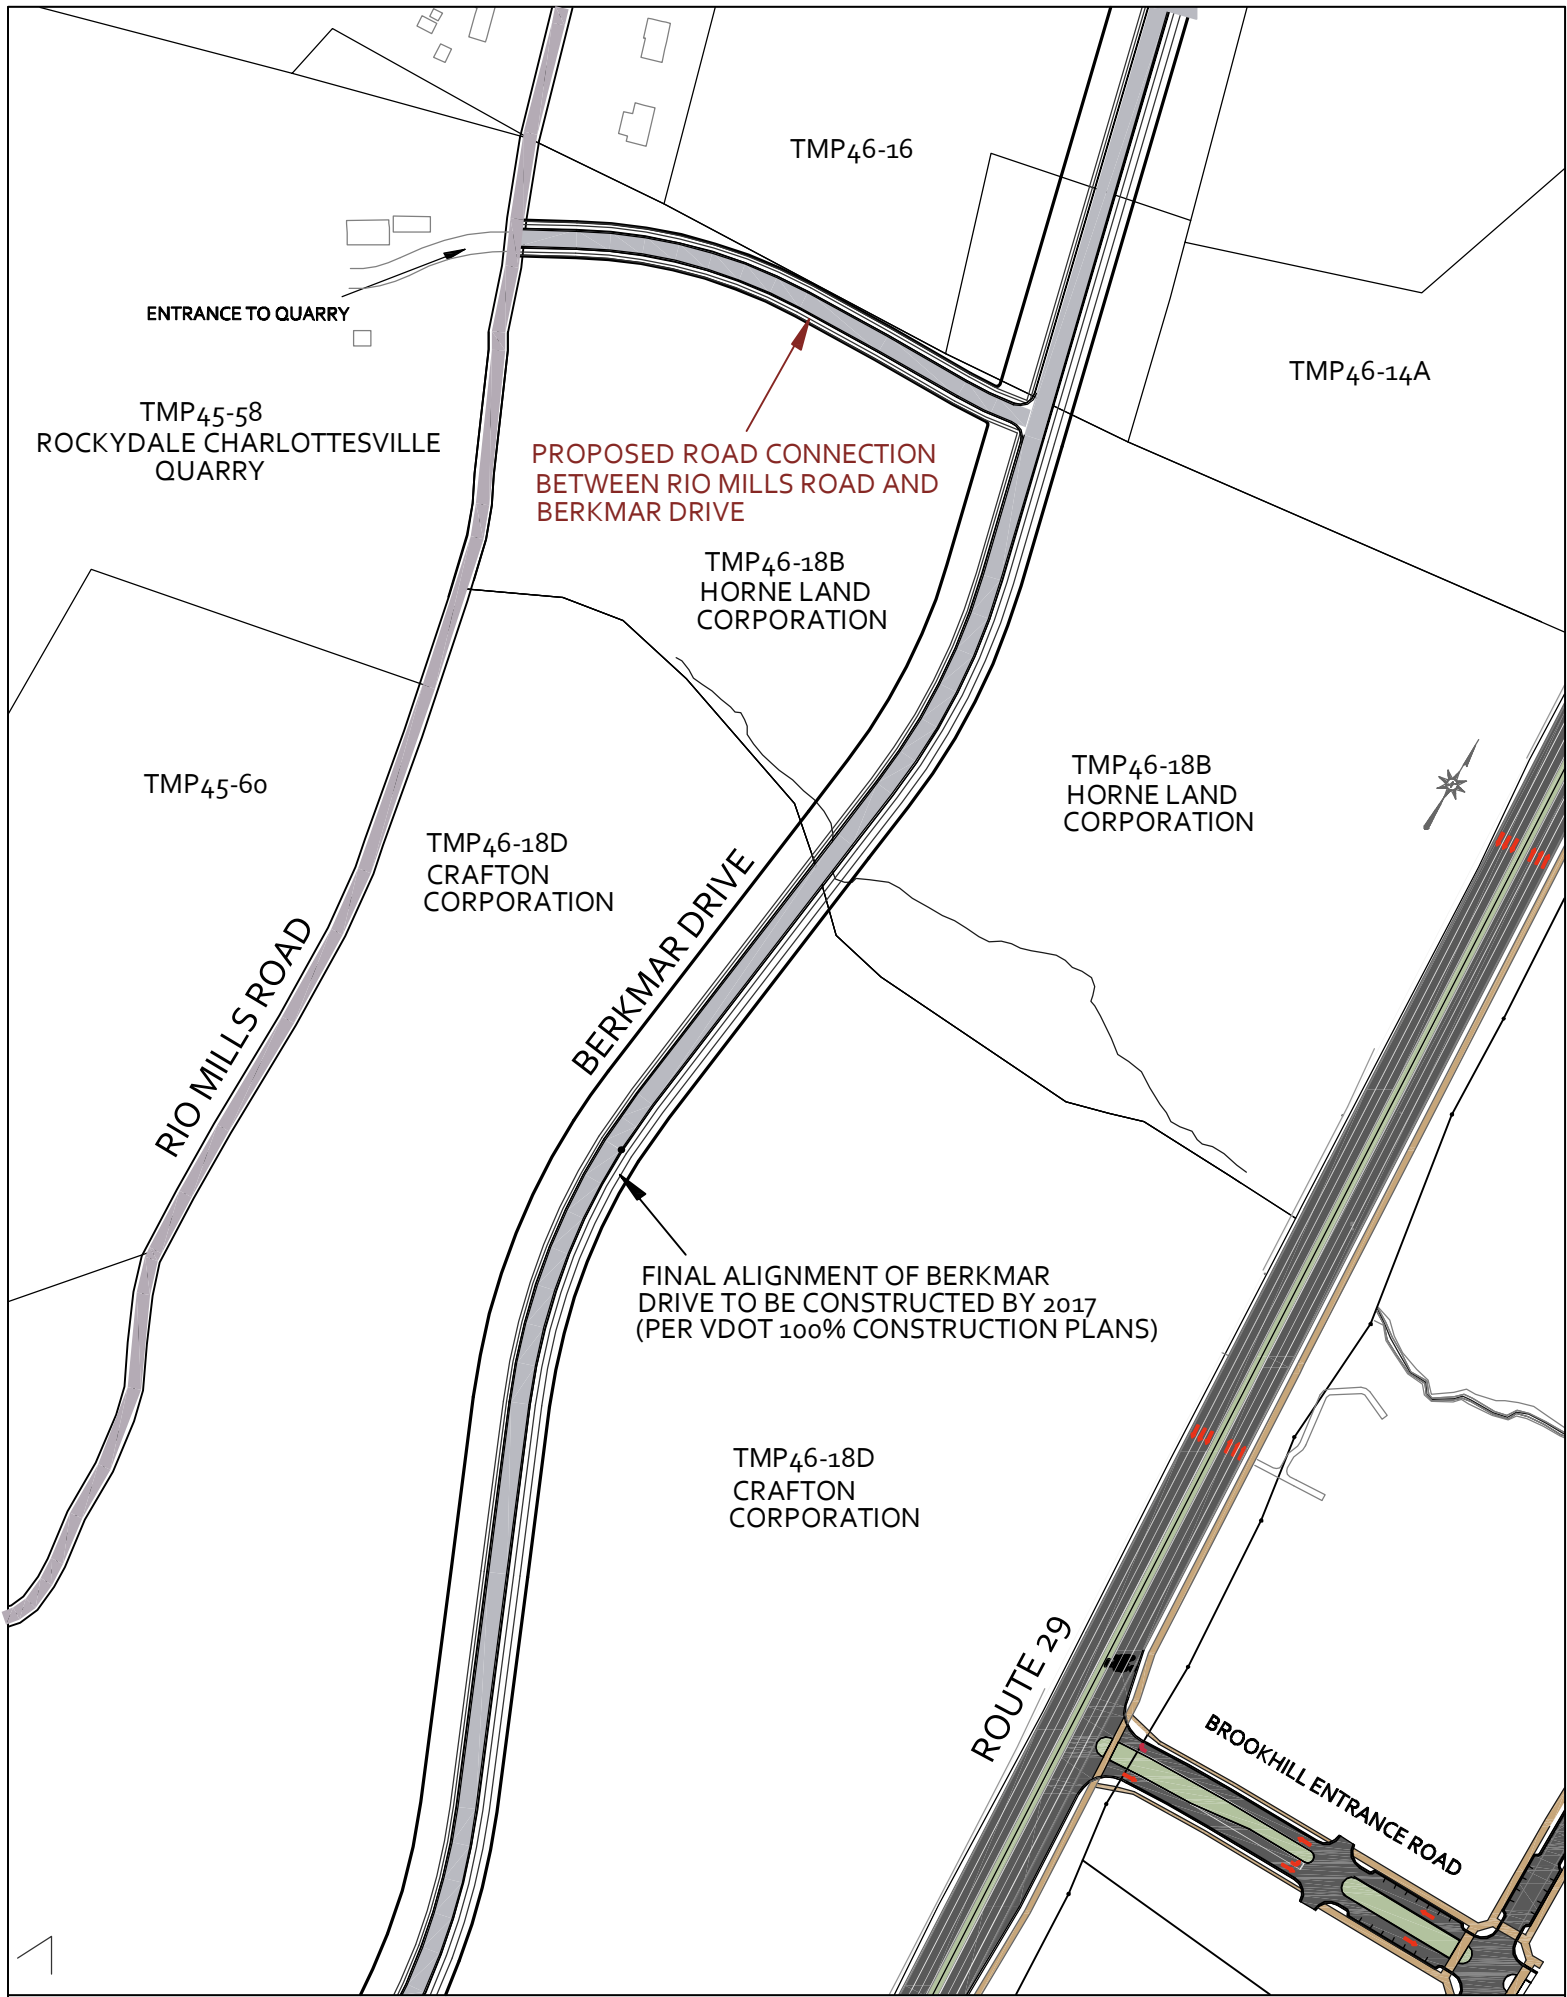 TMP46-16
ENTRANCE TO QUARRY
TMP46-14A
TMP45-58
ROCKYDALE CHARLOTTESVILLE
QUARRY
PROPOSED ROAD CONNECTION
BETWEEN RIO MILLS ROAD AND
BERKMAR DRIVE
TMP46-18B
HORNE LAND
CORPORATION
TMP45-60
TMP46-18B
HORNE LAND
CORPORATION
TMP46-18D
CRAFTON
CORPORATION
BERKMAR DRIVE
RIO MILLS ROAD
FINAL ALIGNMENT OF BERKMAR
DRIVE TO BE CONSTRUCTED BY 2017
(PER VDOT 100% CONSTRUCTION PLANS)
TMP46-18D
CRAFTON
CORPORATION
ROUTE 29
BROOKHILL ENTRANCE ROAD